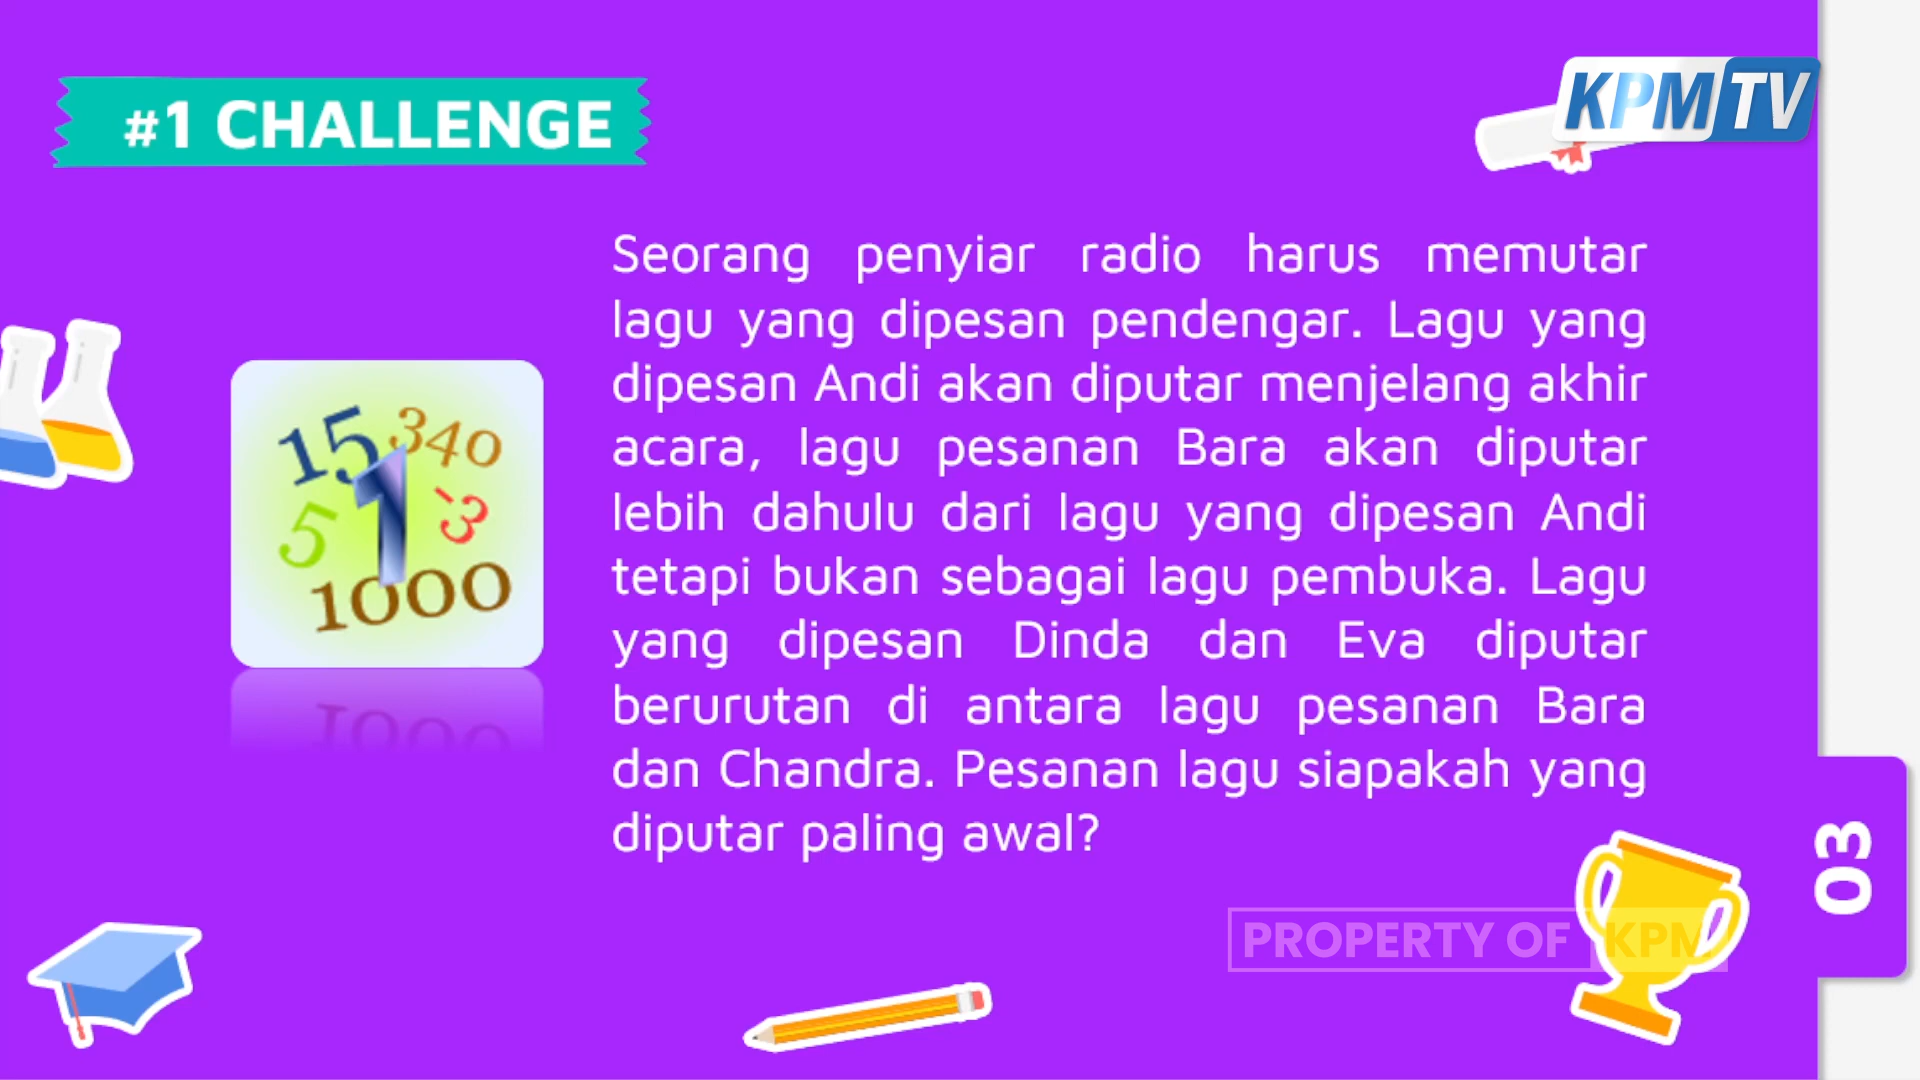 #1 CHALLENGE
KPM TV
Seorang penyiar radio harus memutar
lagu yang dipesan pendengar. Lagu yang
dipesan Andi akan diputar menjelang akhir
acara, lagu pesanan Bara akan diputar
lebih dahulu dari lagu yang dipesan Andi
tetapi bukan sebagai lagu pembuka. Lagu
yang dipesan Dinda dan Eva diputar
berurutan di antara lagu pesanan Bara
dan Chandra. Pesanan lagu siapakah yang
diputar paling awal?
15
340
1
5
-3
1000
03
PROPERTY OF KPM